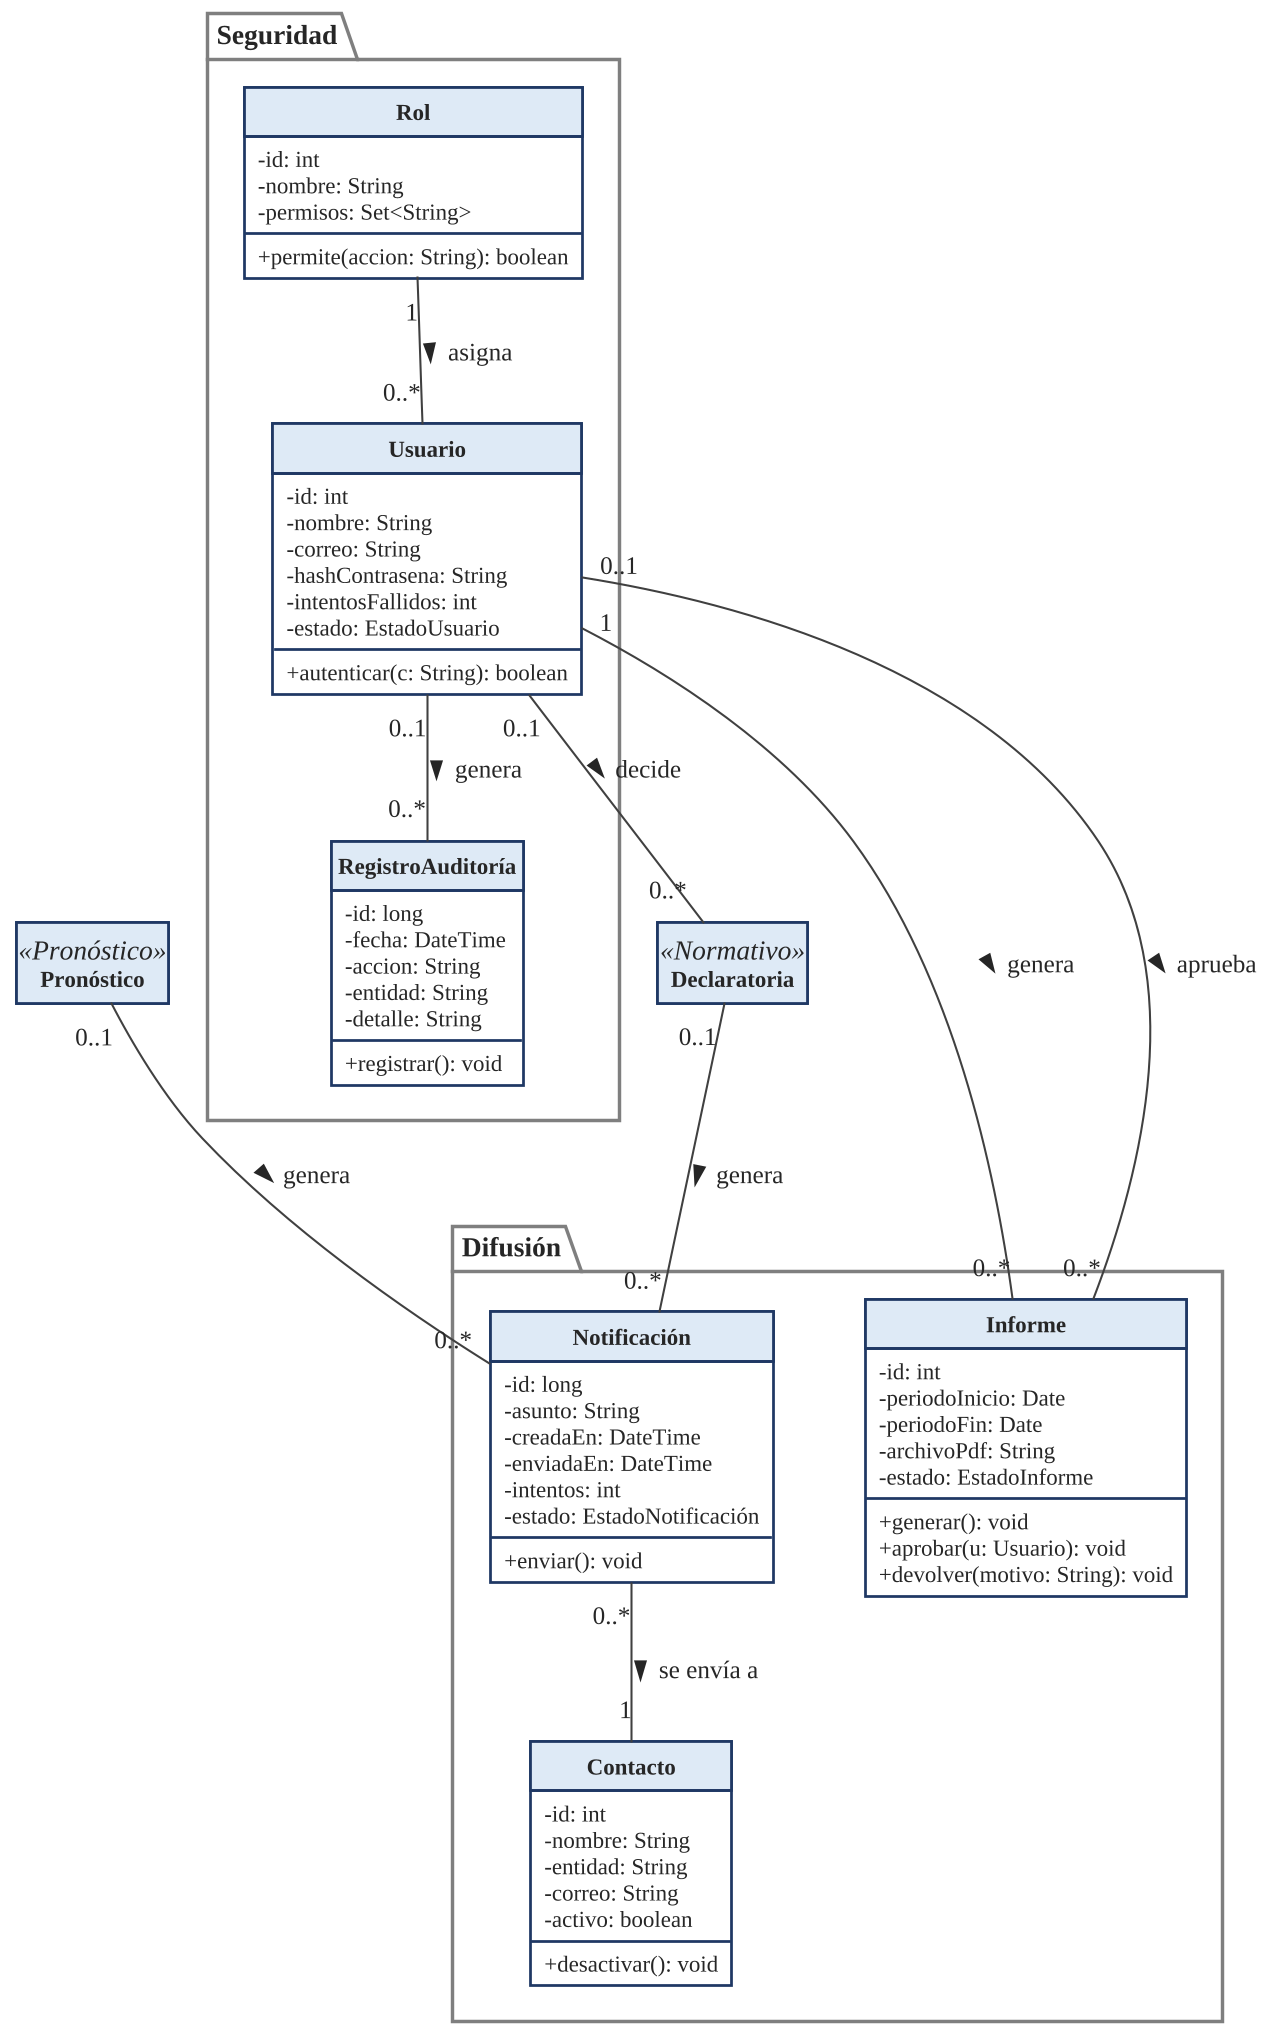 Seguridad
Rol
-id: int
-nombre: String
-permisos: Set<String>
+permite(accion: String): boolean
1
asigna
0..*
Usuario
-id: int
-nombre: String
-correo: String
-hashContrasena: String
-intentosFallidos: int
-estado: EstadoUsuario
+autenticar(c: String): boolean
0..1
1
0..1
0..1
genera
decide
0..*
0..*
RegistroAuditoría
-id: long
-fecha: DateTime
-accion: String
-entidad: String
-detalle: String
+registrar(): void
«Pronóstico»
Pronóstico
«Normativo»
Declaratoria
genera
aprueba
0..1
0..1
genera
genera
Difusión
0..*
0..*
0..*
0..*
Notificación
-id: long
-asunto: String
-creadaEn: DateTime
-enviadaEn: DateTime
-intentos: int
-estado: EstadoNotificación
+enviar(): void
Informe
-id: int
-periodoInicio: Date
-periodoFin: Date
-archivoPdf: String
-estado: EstadoInforme
+generar(): void
+aprobar(u: Usuario): void
+devolver(motivo: String): void
0..*
se envía a
1
Contacto
-id: int
-nombre: String
-entidad: String
-correo: String
-activo: boolean
+desactivar(): void